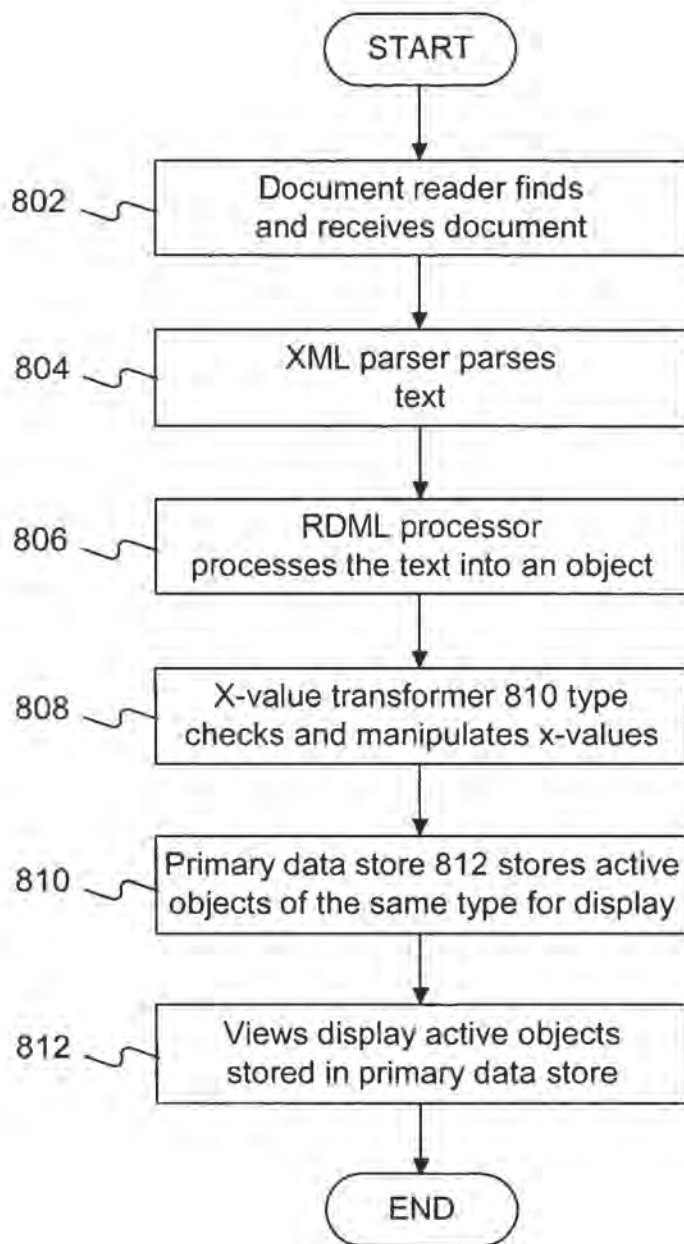 START
802
Document reader finds
and receives document
804
XML parser parses
text
806
RDML processor
processes the text into an object
808
X-value transformer 810 type
checks and manipulates x-values
810
Primary data store 812 stores active
objects of the same type for display
812
Views display active objects
stored in primary data store
END